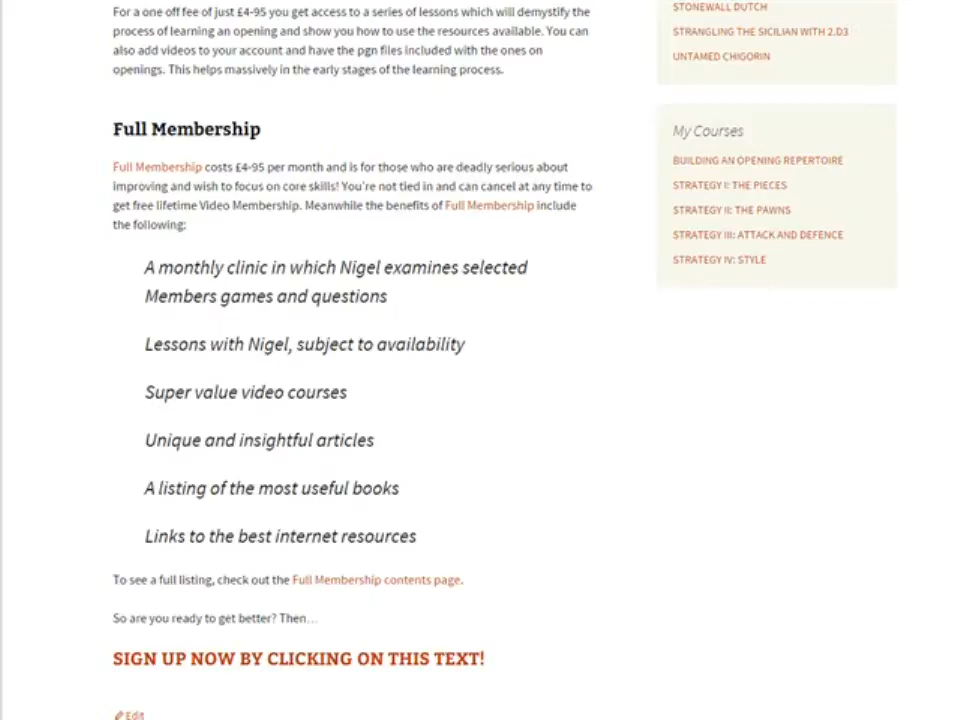 For a one off fee of just £4-95 you get access to a series of lessons which will demystify the
process of learning an opening and show you how to use the resources available. You can
also add videos to your account and have the pgn files included with the ones on
openings. This helps massively in the early stages of the learning process.
Full Membership
Full Membership costs £4-95 per month and is for those who are deadly serious about
improving and wish to focus on core skills! You're not tied in and can cancel at any time to
get free lifetime Video Membership. Meanwhile the benefits of Full Membership include
the following:
A monthly clinic in which Nigel examines selected
Members games and questions
Lessons with Nigel, subject to availability
Super value video courses
Unique and insightful articles
A listing of the most useful books
Links to the best internet resources
To see a full listing, check out the Full Membership contents page.
So are you ready to get better? Then…
SIGN UP NOW BY CLICKING ON THIS TEXT!
Edit
STONEWALL DUTCH
STRANGLING THE SICILIAN WITH 2.D3
UNTAMED CHIGORIN
My Courses
BUILDING AN OPENING REPERTOIRE
STRATEGY I: THE PIECES
STRATEGY II: THE PAWNS
STRATEGY III: ATTACK AND DEFENCE
STRATEGY IV: STYLE